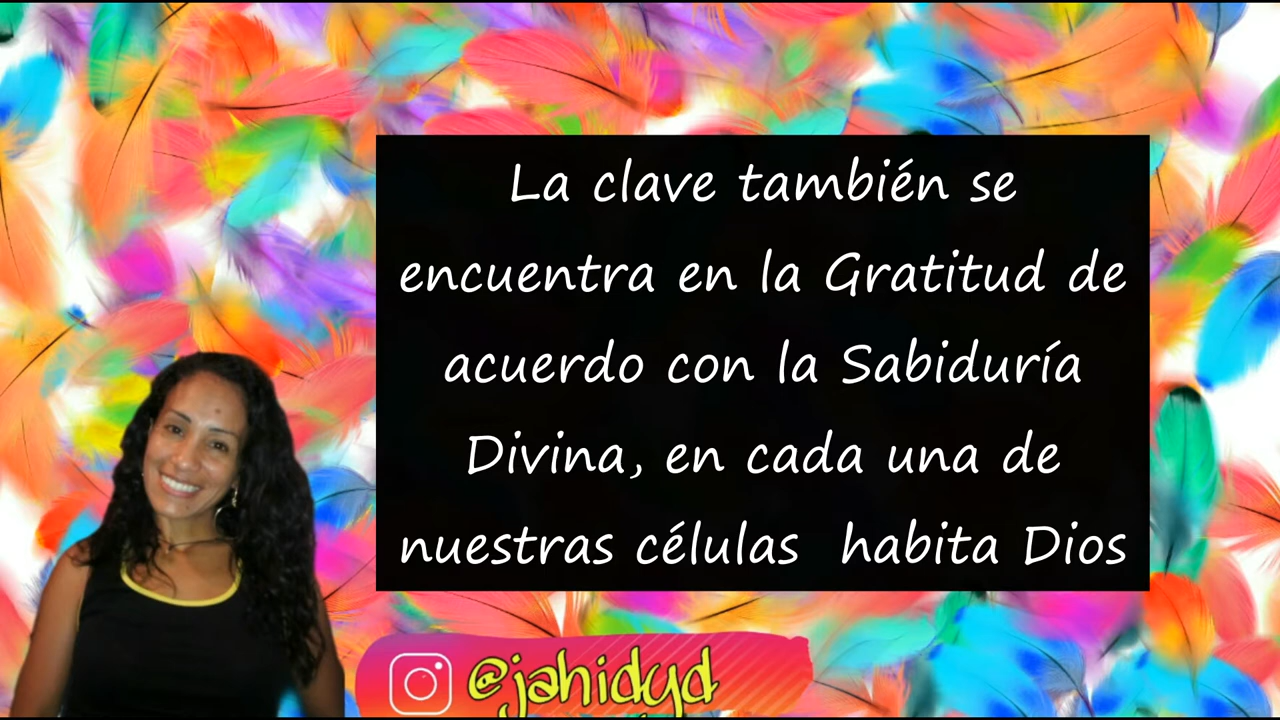 La clave también se
encuentra en la Gratitud de
acuerdo con la Sabiduría
Divina, en cada una de
nuestras células habita Dios
@jahidyd